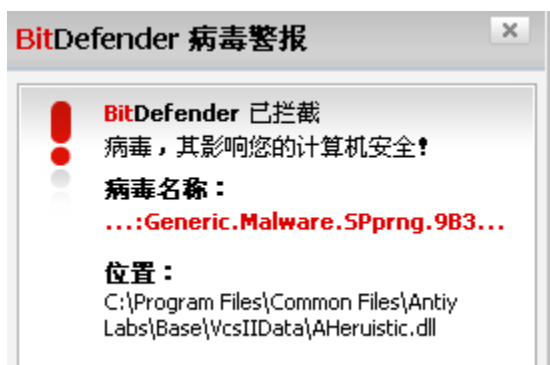 BitDefender 病毒警报
BitDefender 已拦截
病毒，其影响您的计算机安全！
病毒名称：
...:Generic.Malware.SPprng.9B3...
位置：
C:\Program Files\Common Files\Antiy
Labs\Base\VcsIIData\AHeruistic.dll